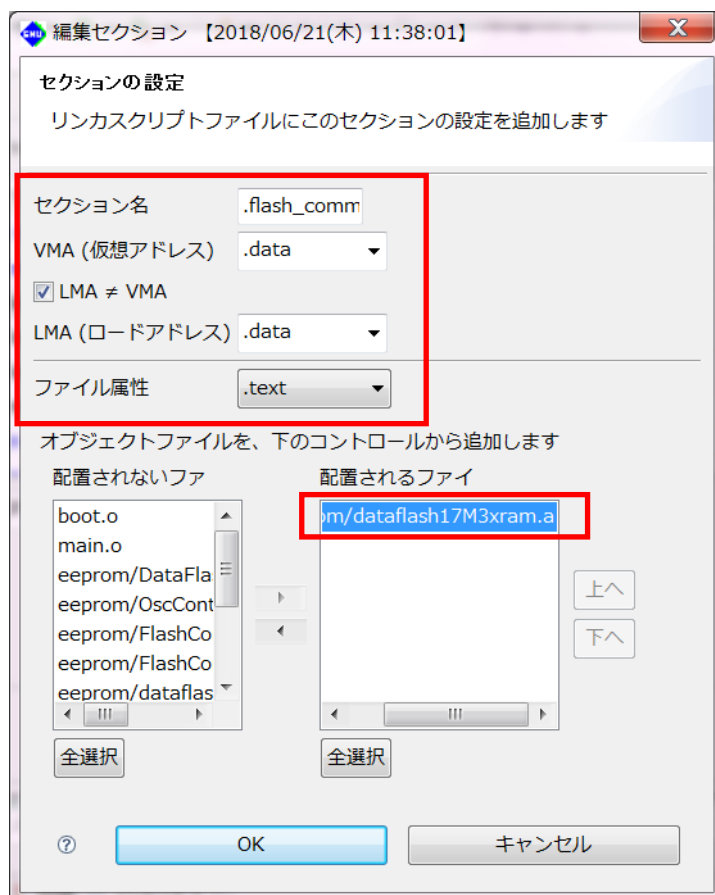 GNU 編集セクション 【2018/06/21(木) 11:38:01】
セクションの設定
リンカスクリプトファイルにこのセクションの設定を追加します
セクション名 .flash_comm
VMA (仮想アドレス) .data
LMA ≠ VMA
LMA (ロードアドレス) .data
ファイル属性 .text
オブジェクトファイルを、下のコントロールから追加します
配置されないファ 配置されるファイ
boot.o
main.o
eeprom/DataFla
eeprom/OscCont
eeprom/FlashCo
eeprom/FlashCo
eeprom/dataflas
om/dataflash17M3xram.a
上へ
下へ
全選択 全選択
OK キャンセル